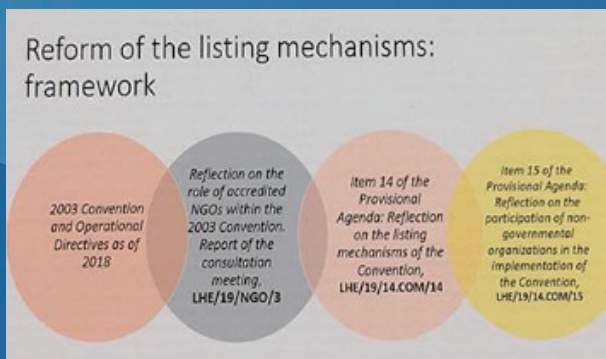 Reform of the listing mechanisms:
framework
2003 Convention
and Operational
Directives as of
2018
Reflection on the
role of accredited
NGOs within the
2003 Convention.
Report of the
consultation
meeting,
LHE/19/NGO/3
Item 14 of the
Provisional
Agenda: Reflection
on the listing
mechanisms of the
Convention,
LHE/19/14.COM/14
Item 15 of the
Provisional Agenda:
Reflection on the
participation of non-
governmental
organizations in the
implementation of
the Convention,
LHE/19/14.COM/15